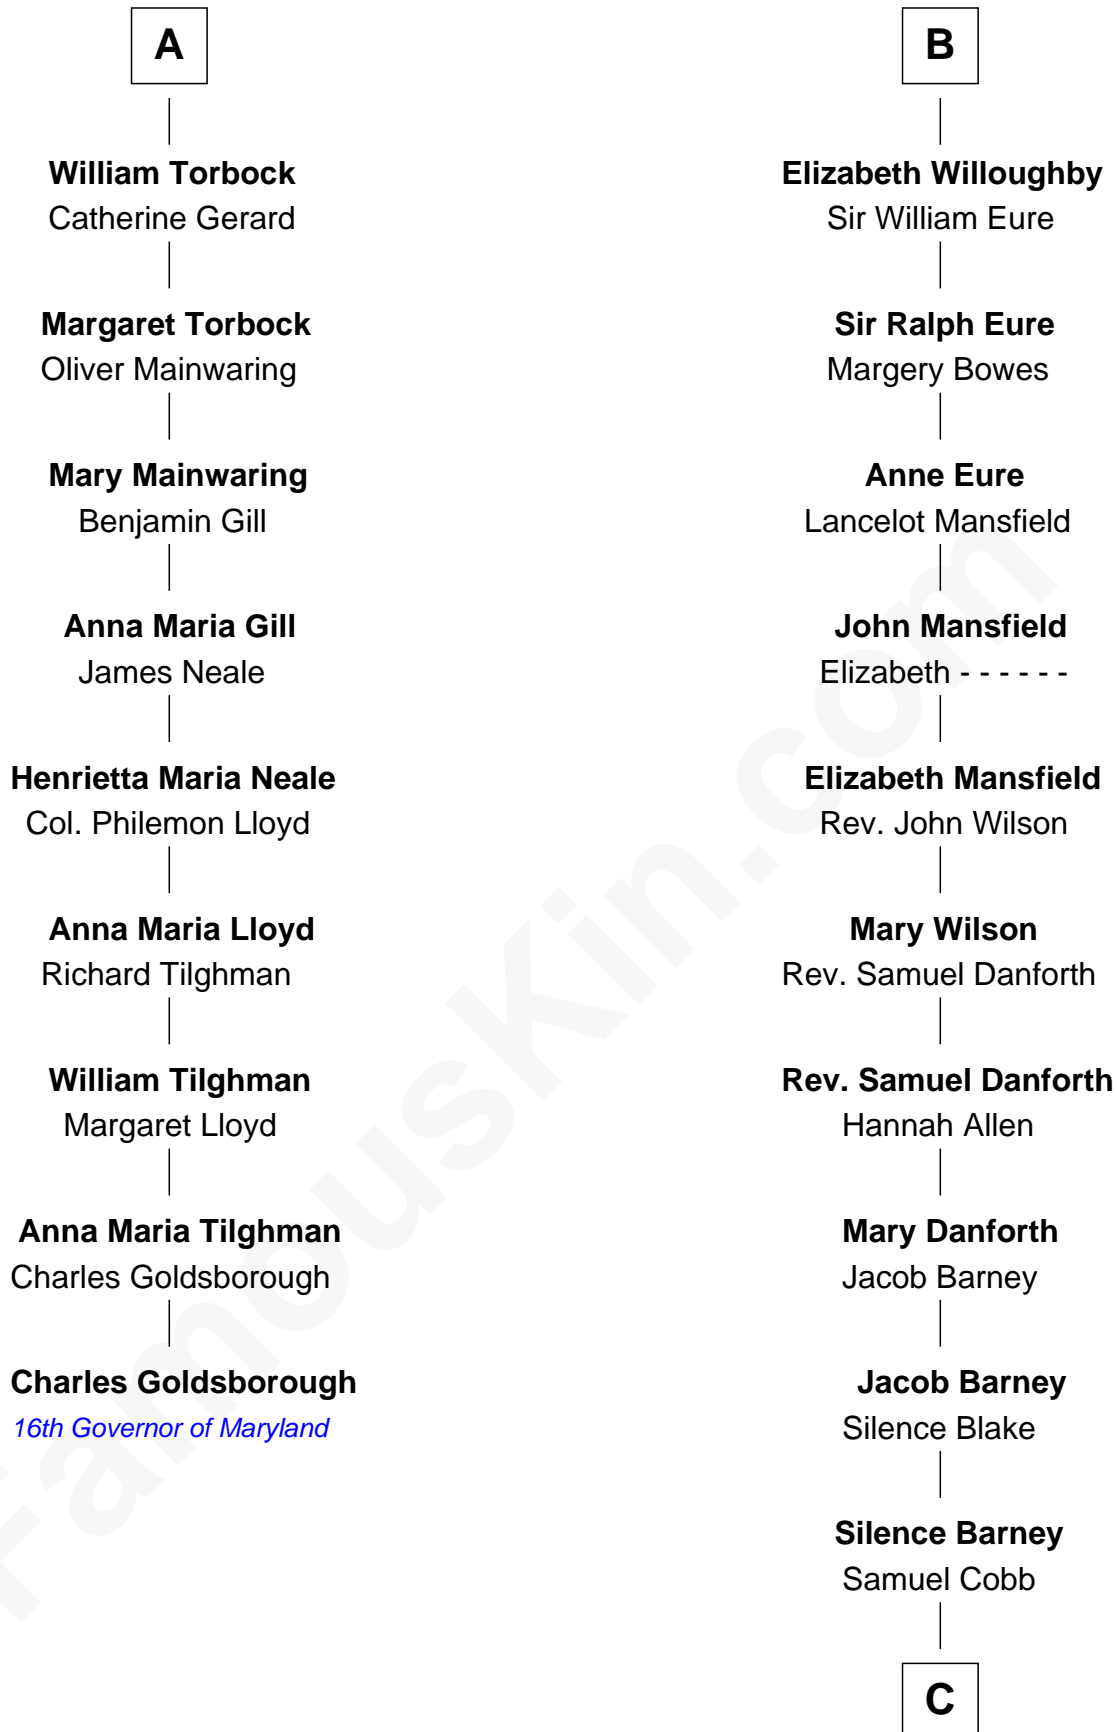 A
William Torbock
Catherine Gerard
Margaret Torbock
Oliver Mainwaring
Mary Mainwaring
Benjamin Gill
Anna Maria Gill
James Neale
Henrietta Maria Neale
Col. Philemon Lloyd
Anna Maria Lloyd
Richard Tilghman
William Tilghman
Margaret Lloyd
Anna Maria Tilghman
Charles Goldsborough
Charles Goldsborough
16th Governor of Maryland
B
Elizabeth Willoughby
Sir William Eure
Sir Ralph Eure
Margery Bowes
Anne Eure
Lancelot Mansfield
John Mansfield
Elizabeth - - - - - -
Elizabeth Mansfield
Rev. John Wilson
Mary Wilson
Rev. Samuel Danforth
Rev. Samuel Danforth
Hannah Allen
Mary Danforth
Jacob Barney
Jacob Barney
Silence Blake
Silence Barney
Samuel Cobb
C
FamousKin.com